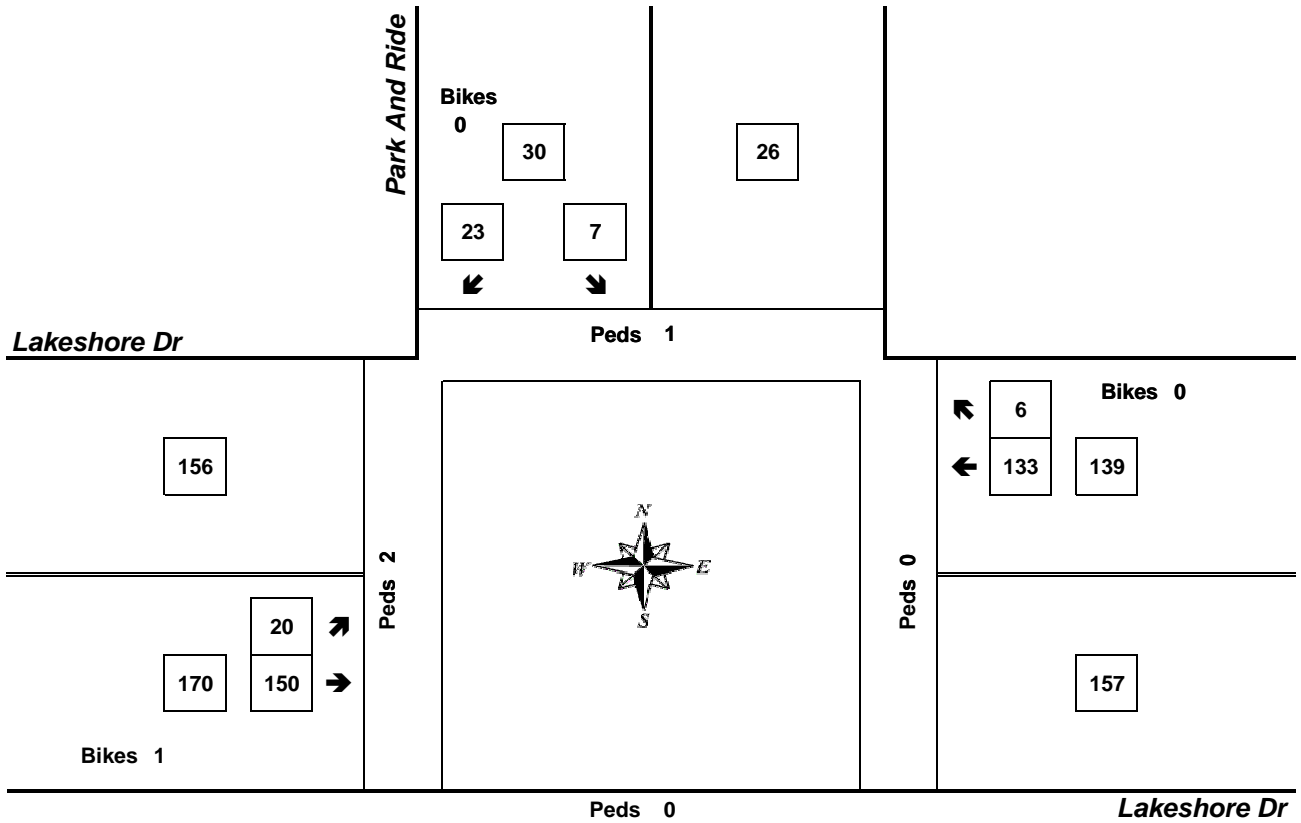 Park And Ride
Bikes
0
30
26
23
7
Peds 1
Lakeshore Dr
6
Bikes 0
156
133
139
N
W
E
S
Peds 2
Peds 0
20
170
150
157
Bikes 1
Peds 0
Lakeshore Dr